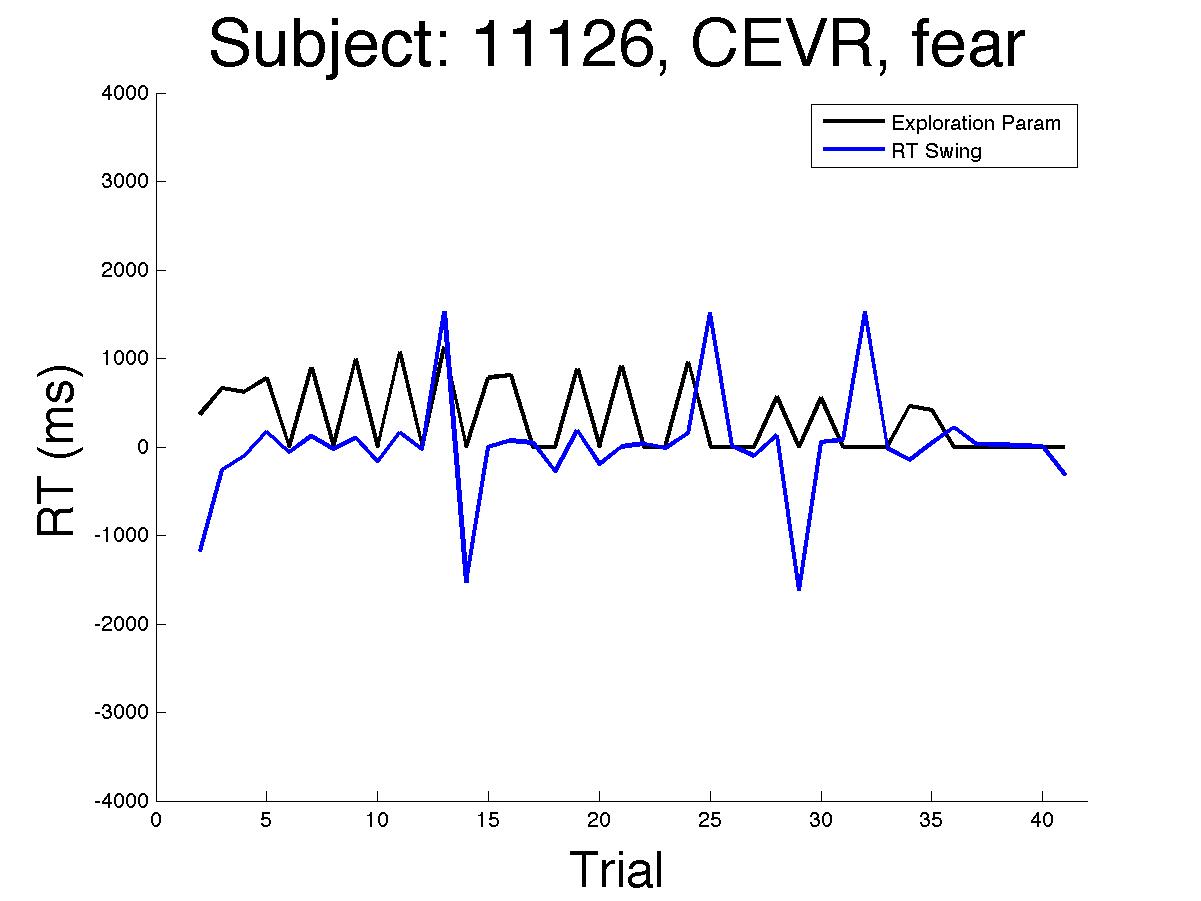 Subject: 11126, CEVR, fear
Exploration Param
RT Swing
RT (ms)
4000
3000
2000
1000
0
-1000
-2000
-3000
-4000
0 5 10 15 20 25 30 35 40
Trial